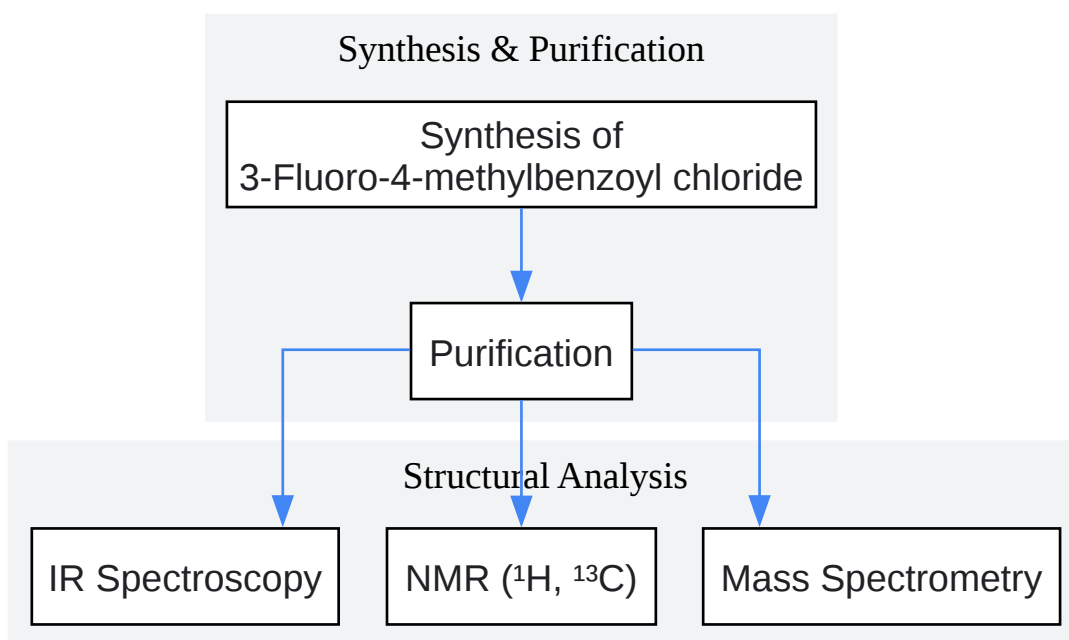 Synthesis & Purification
Synthesis of
3-Fluoro-4-methylbenzoyl chloride
Purification
Structural Analysis
IR Spectroscopy
NMR (¹H, ¹³C)
Mass Spectrometry